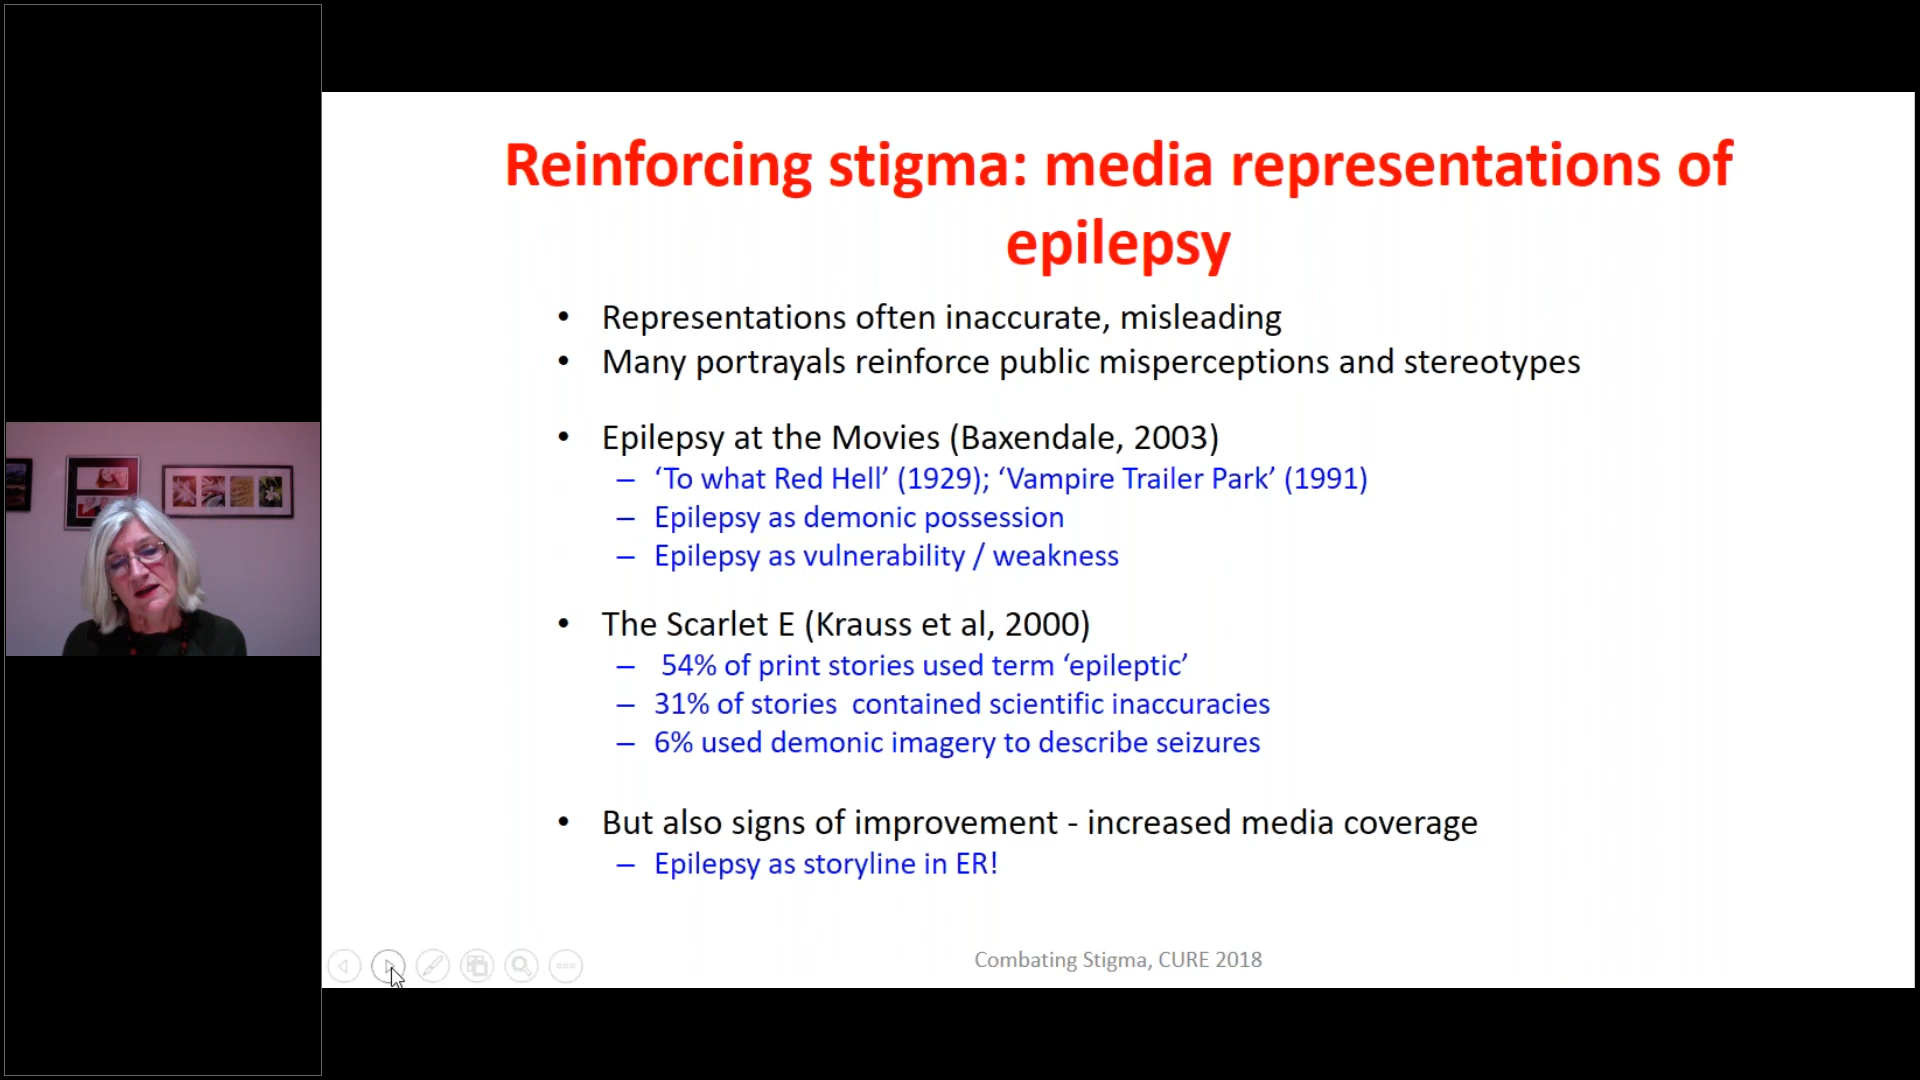 Reinforcing stigma: media representations of
epilepsy
• Representations often inaccurate, misleading
• Many portrayals reinforce public misperceptions and stereotypes
• Epilepsy at the Movies (Baxendale, 2003)
– ‘To what Red Hell’ (1929); ‘Vampire Trailer Park’ (1991)
– Epilepsy as demonic possession
– Epilepsy as vulnerability / weakness
• The Scarlet E (Krauss et al, 2000)
– 54% of print stories used term ‘epileptic’
– 31% of stories contained scientific inaccuracies
– 6% used demonic imagery to describe seizures
• But also signs of improvement - increased media coverage
– Epilepsy as storyline in ER!
Combating Stigma, CURE 2018